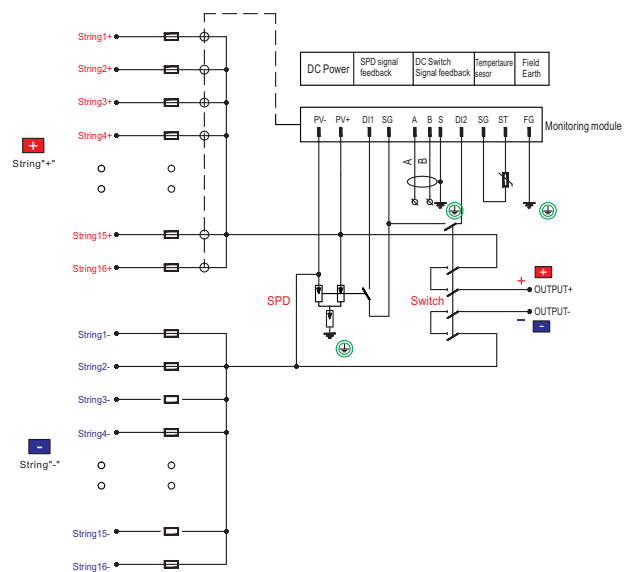 String1+
String2+
String3+
String4+
+
String"+"
String15+
String16+
DC Power
SPD signal
feedback
DC Switch
Signal feedback
Tempertaure
sesor
Field
Earth
PV- PV+ DI1 SG A B S DI2 SG ST FG
Monitoring module
A
B
SPD
Switch
+
+
OUTPUT+
OUTPUT-
-
-
String1-
String2-
String3-
String4-
-
String"-"
String15-
String16-